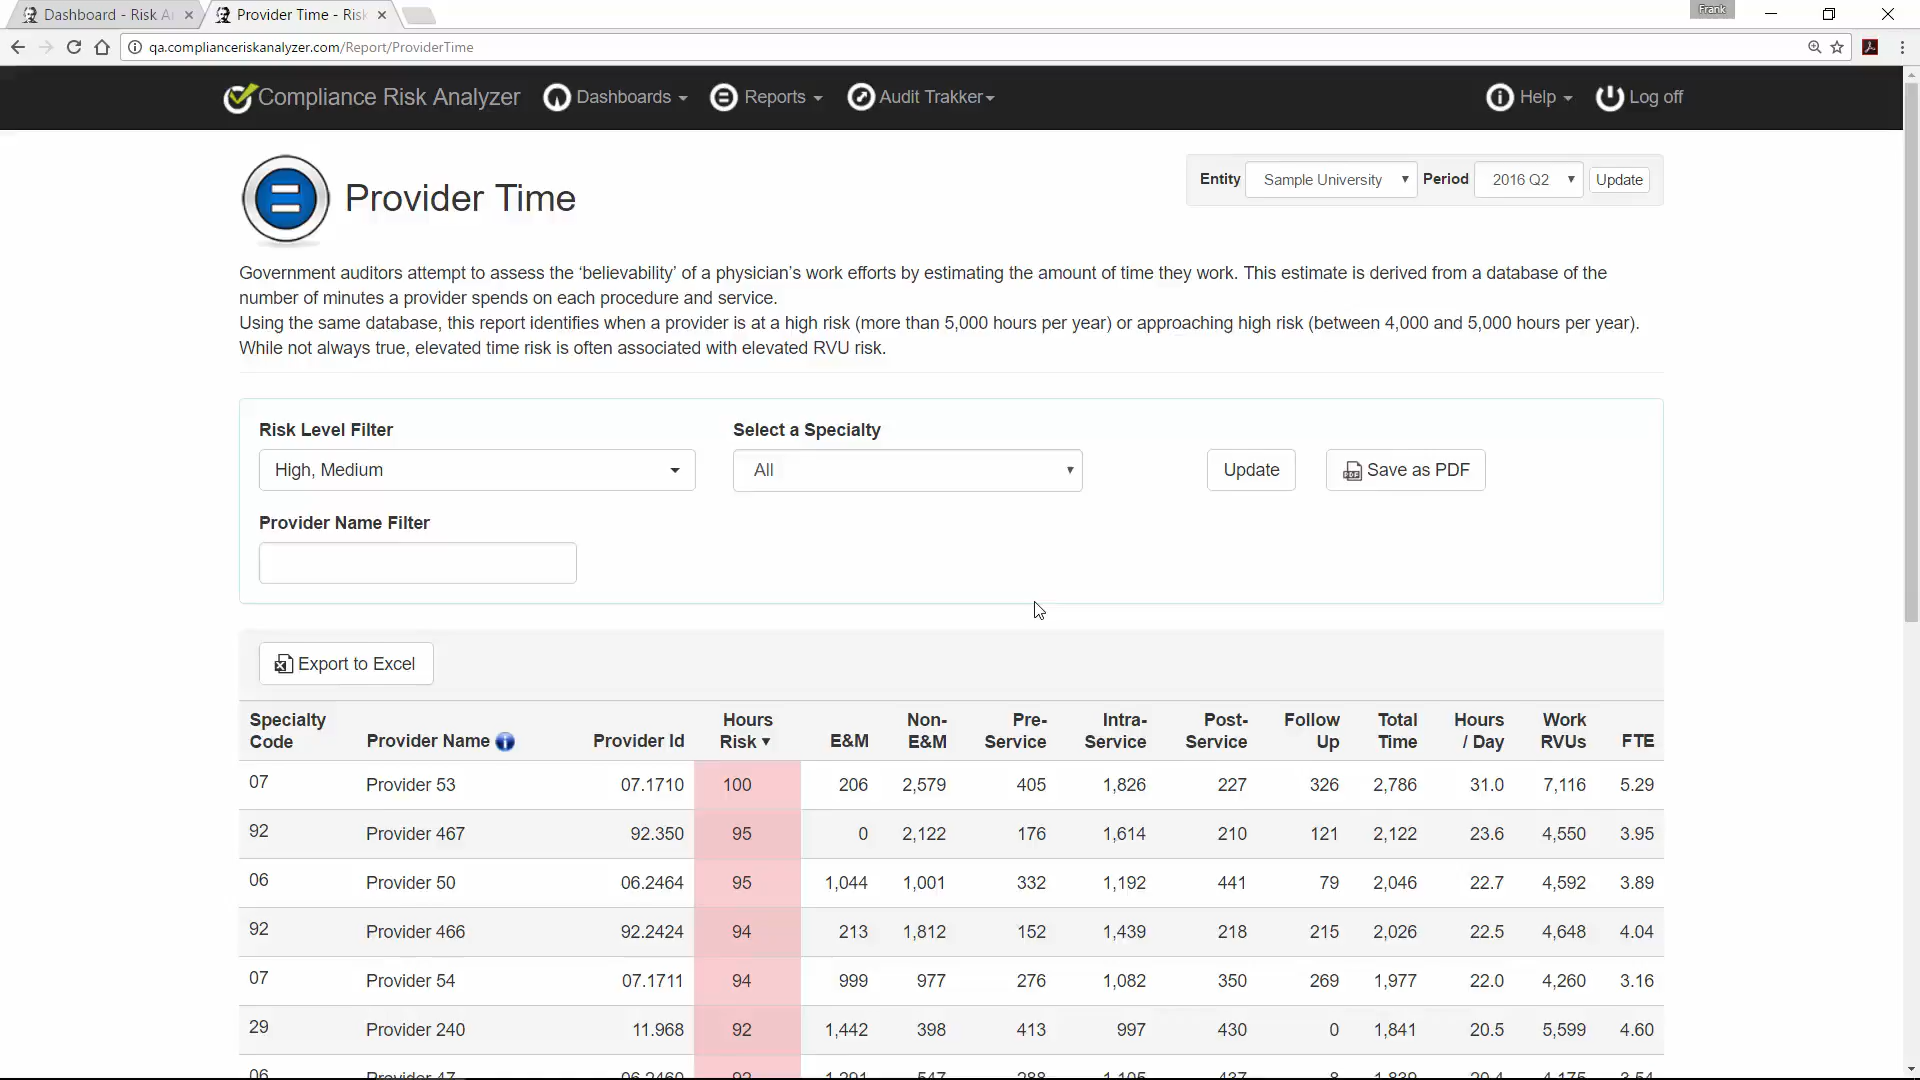 Dashboard - Risk A
Provider Time - Risk
Frank
qa.complianceriskanalyzer.com/Report/ProviderTime
Compliance Risk Analyzer
Dashboards
Reports
Audit Trakker
Help
Log off
Provider Time
Entity
Sample University
Period
2016 Q2
Update
Government auditors attempt to assess the ‘believability’ of a physician’s work efforts by estimating the amount of time they work. This estimate is derived from a database of the
number of minutes a provider spends on each procedure and service.
Using the same database, this report identifies when a provider is at a high risk (more than 5,000 hours per year) or approaching high risk (between 4,000 and 5,000 hours per year).
While not always true, elevated time risk is often associated with elevated RVU risk.
Risk Level Filter
Select a Specialty
High, Medium
All
Update
Save as PDF
Provider Name Filter
Export to Excel
Specialty Code Provider Name Provider Id Hours Risk E&M Non-E&M Pre-Service Intra-Service Post-Service Follow Up Total Time Hours / Day Work RVUs FTE
07 Provider 53 07.1710 100 206 2,579 405 1,826 227 326 2,786 31.0 7,116 5.29
92 Provider 467 92.350 95 0 2,122 176 1,614 210 121 2,122 23.6 4,550 3.95
06 Provider 50 06.2464 95 1,044 1,001 332 1,192 441 79 2,046 22.7 4,592 3.89
92 Provider 466 92.2424 94 213 1,812 152 1,439 218 215 2,026 22.5 4,648 4.04
07 Provider 54 07.1711 94 999 977 276 1,082 350 269 1,977 22.0 4,260 3.16
29 Provider 240 11.968 92 1,442 398 413 997 430 0 1,841 20.5 5,599 4.60
06 Provider 47